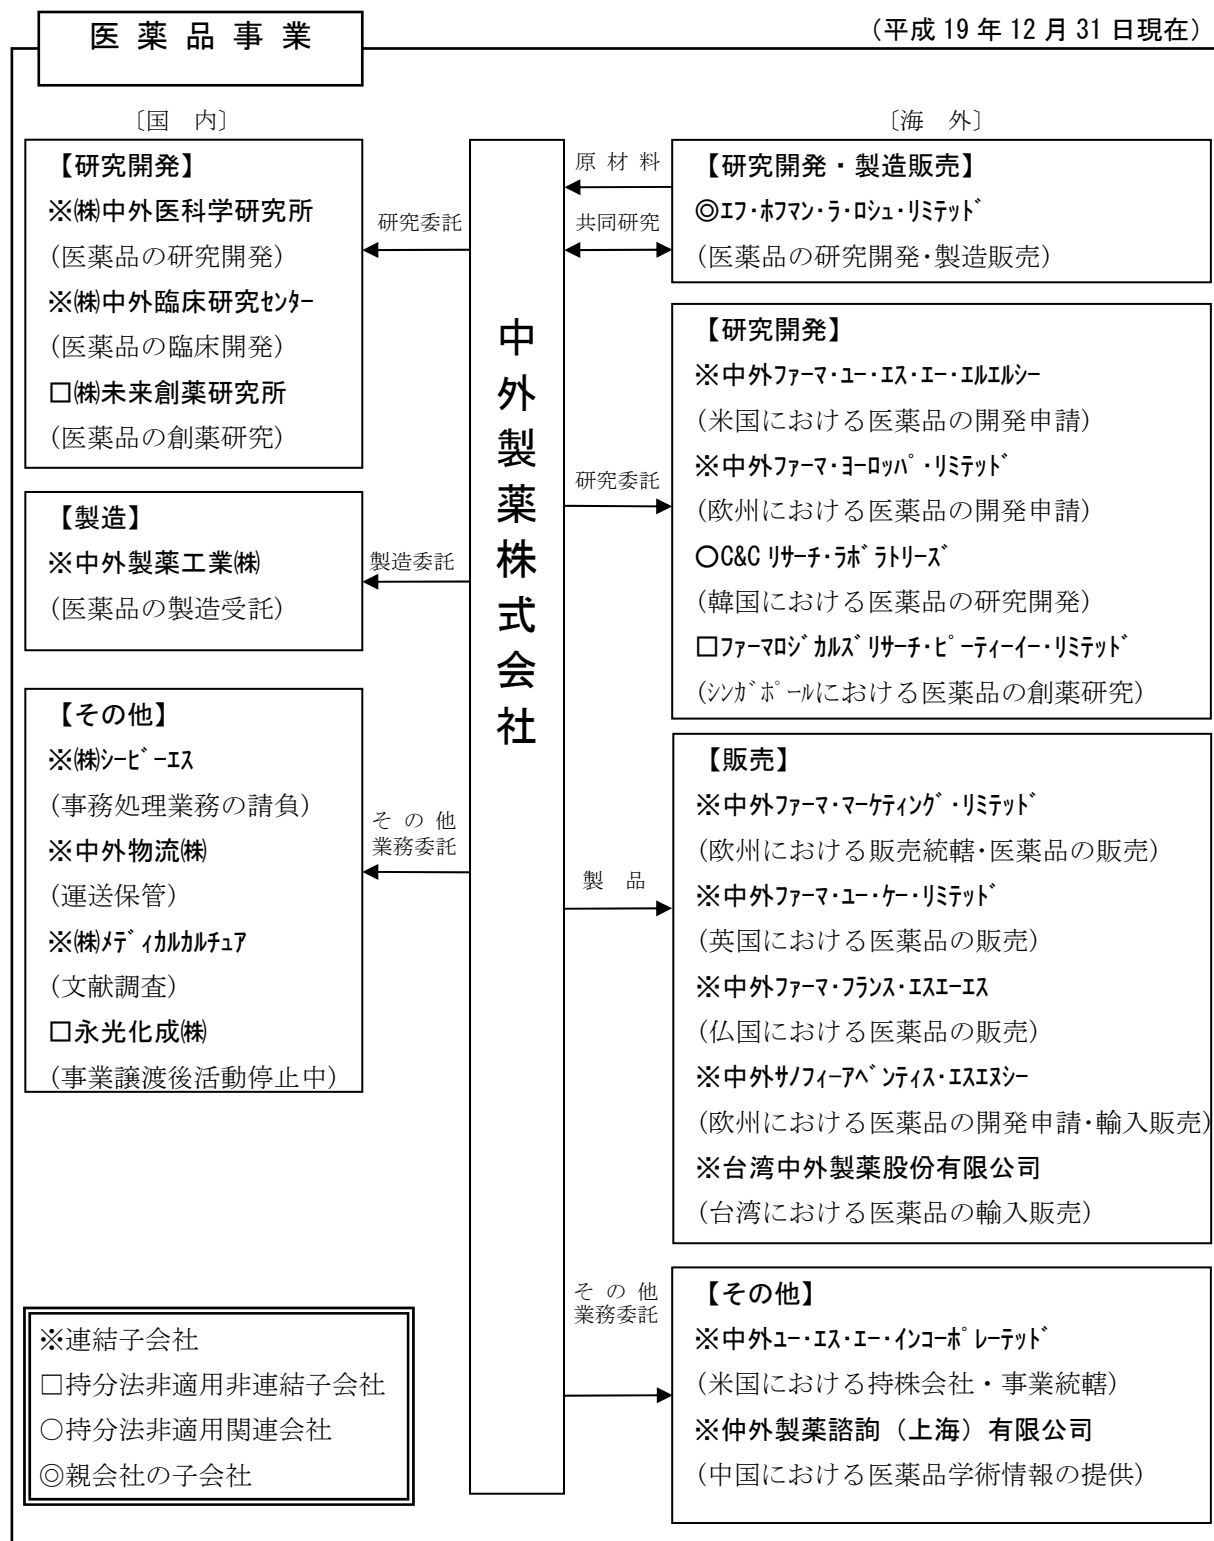 医薬品事業
（平成19年12月31日現在）
〔国　内〕
【研究開発】
※㈱中外医科学研究所
(医薬品の研究開発)
※㈱中外臨床研究ｾﾝﾀｰ
(医薬品の臨床開発)
□㈱未来創薬研究所
(医薬品の創薬研究)
研究委託
【製造】
※中外製薬工業㈱
(医薬品の製造受託)
製造委託
【その他】
※㈱ｼｰﾋﾞｰｴｽ
(事務処理業務の請負)
※中外物流㈱
(運送保管)
※㈱ﾒﾃﾞｨｶﾙｶﾙﾁｭｱ
(文献調査)
□永光化成㈱
(事業譲渡後活動停止中)
その他
業務委託
中外製薬株式会社
〔海　外〕
原材料
共同研究
【研究開発・製造販売】
◎ｴﾌ･ﾎﾌﾏﾝ･ﾗ･ﾛｼｭ･ﾘﾐﾃｯﾄﾞ
(医薬品の研究開発･製造販売)
研究委託
【研究開発】
※中外ﾌｧｰﾏ･ﾕｰ･ｴｽ･ｴｰ･ｴﾙｴﾙｼｰ
(米国における医薬品の開発申請)
※中外ﾌｧｰﾏ･ﾖｰﾛｯﾊﾟ･ﾘﾐﾃｯﾄﾞ
(欧州における医薬品の開発申請)
○C&C ﾘｻｰﾁ･ﾗﾎﾞﾗﾄﾘｰｽﾞ
(韓国における医薬品の研究開発)
□ﾌｧｰﾏﾛｼﾞｶﾙｽﾞﾘｻｰﾁ･ﾋﾟｰﾃｨｰｲｰ･ﾘﾐﾃｯﾄﾞ
(ｼﾝｶﾞﾎﾟｰﾙにおける医薬品の創薬研究)
製　品
【販売】
※中外ﾌｧｰﾏ･ﾏｰｹﾃｨﾝｸﾞ･ﾘﾐﾃｯﾄﾞ
(欧州における販売統轄･医薬品の販売)
※中外ﾌｧｰﾏ･ﾕｰ･ｹｰ･ﾘﾐﾃｯﾄﾞ
(英国における医薬品の販売)
※中外ﾌｧｰﾏ･ﾌﾗﾝｽ･ｴｽｴｰｴｽ
(仏国における医薬品の販売)
※中外ｻﾉﾌｨｰｱﾍﾞﾝﾃｨｽ･ｴｽｴﾇｼｰ
(欧州における医薬品の開発申請･輸入販売)
※台湾中外製薬股份有限公司
(台湾における医薬品の輸入販売)
その他
業務委託
【その他】
※中外ﾕｰ･ｴｽ･ｴｰ･ｲﾝｺｰﾎﾟﾚｰﾃｯﾄﾞ
(米国における持株会社・事業統轄)
※仲外製薬諮詢（上海）有限公司
(中国における医薬品学術情報の提供)
※連結子会社
□持分法非適用非連結子会社
○持分法非適用関連会社
◎親会社の子会社